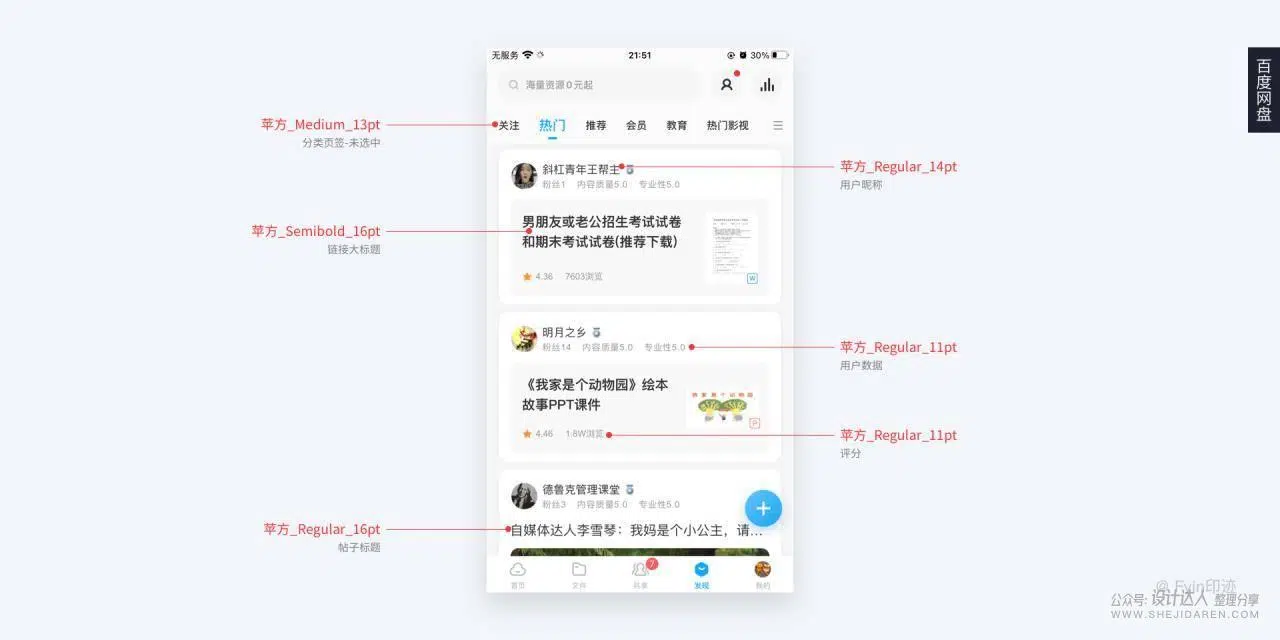 无服务
21:51
30%
百度网盘
海量资源0元起
关注
热门
推荐
会员
教育
热门影视
苹方_Medium_13pt
分类页签-未选中
斜杠青年王帮主
粉丝1 内容质量5.0 专业性5.0
苹方_Regular_14pt
用户昵称
男朋友或老公招生考试试卷
和期末考试试卷(推荐下载)
苹方_Semibold_16pt
链接大标题
W
4.36 7603浏览
明月之乡
粉丝14 内容质量5.0 专业性5.0
苹方_Regular_11pt
用户数据
《我家是个动物园》绘本
故事PPT课件
我家是个动物园
P
4.46 1.8W浏览
苹方_Regular_11pt
评分
德鲁克管理课堂
粉丝3 内容质量5.0 专业性5.0
自媒体达人李雪琴：我妈是个小公主，请...
苹方_Regular_16pt
帖子标题
7
首页
文件
共享
发现
我的
@ Evin印迹
公众号: 设计达人 整理分享
WWW.SHEJIDAREN.COM